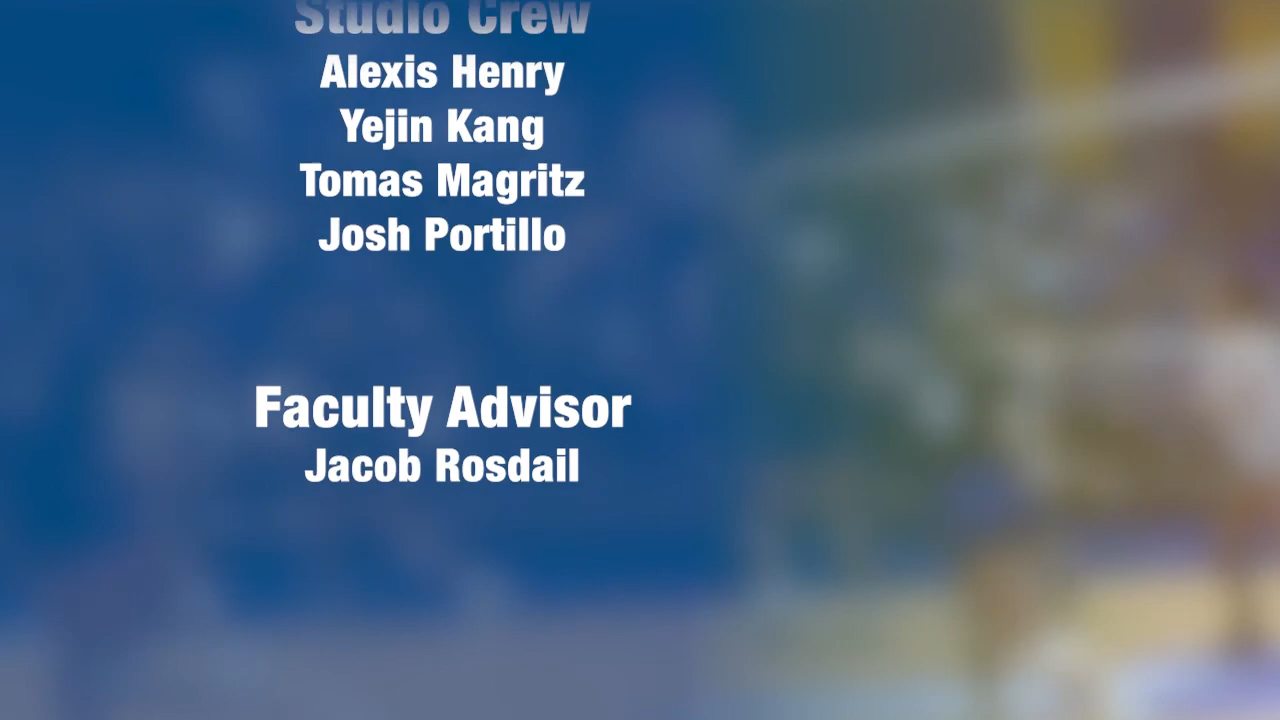 Studio Crew
Alexis Henry
Yejin Kang
Tomas Magritz
Josh Portillo
Faculty Advisor
Jacob Rosdail